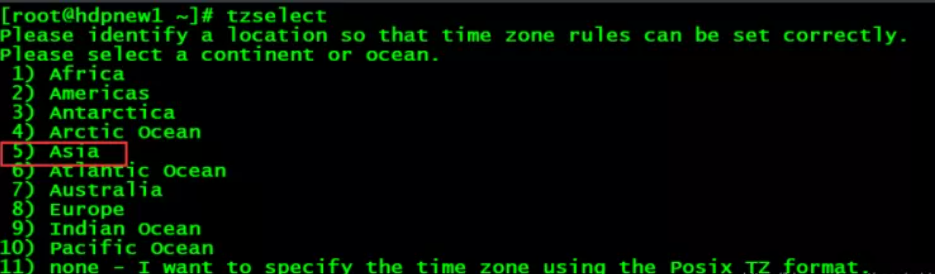 [root@hdpnew1 ~]# tzselect
Please identify a location so that time zone rules can be set correctly.
Please select a continent or ocean.
 1) Africa
 2) Americas
 3) Antarctica
 4) Arctic Ocean
 5) Asia
 6) Atlantic Ocean
 7) Australia
 8) Europe
 9) Indian Ocean
10) Pacific Ocean
11) none - I want to specify the time zone using the Posix TZ format.